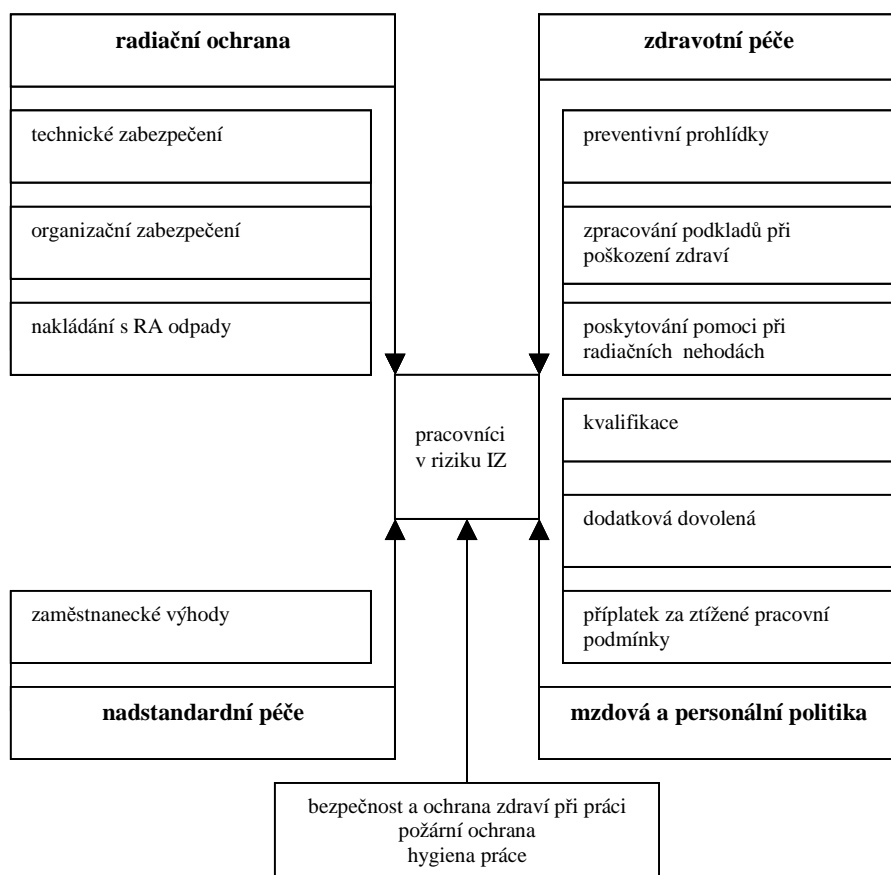 radiační ochrana
technické zabezpečení
organizační zabezpečení
nakládání s RA odpady
zdravotní péče
preventivní prohlídky
zpracování podkladů při
poškození zdraví
poskytování pomoci při
radiačních nehodách
pracovníci
v riziku IZ
kvalifikace
dodatková dovolená
příplatek za ztížené pracovní
podmínky
mzdová a personální politika
zaměstnanecké výhody
nadstandardní péče
bezpečnost a ochrana zdraví při práci
požární ochrana
hygiena práce